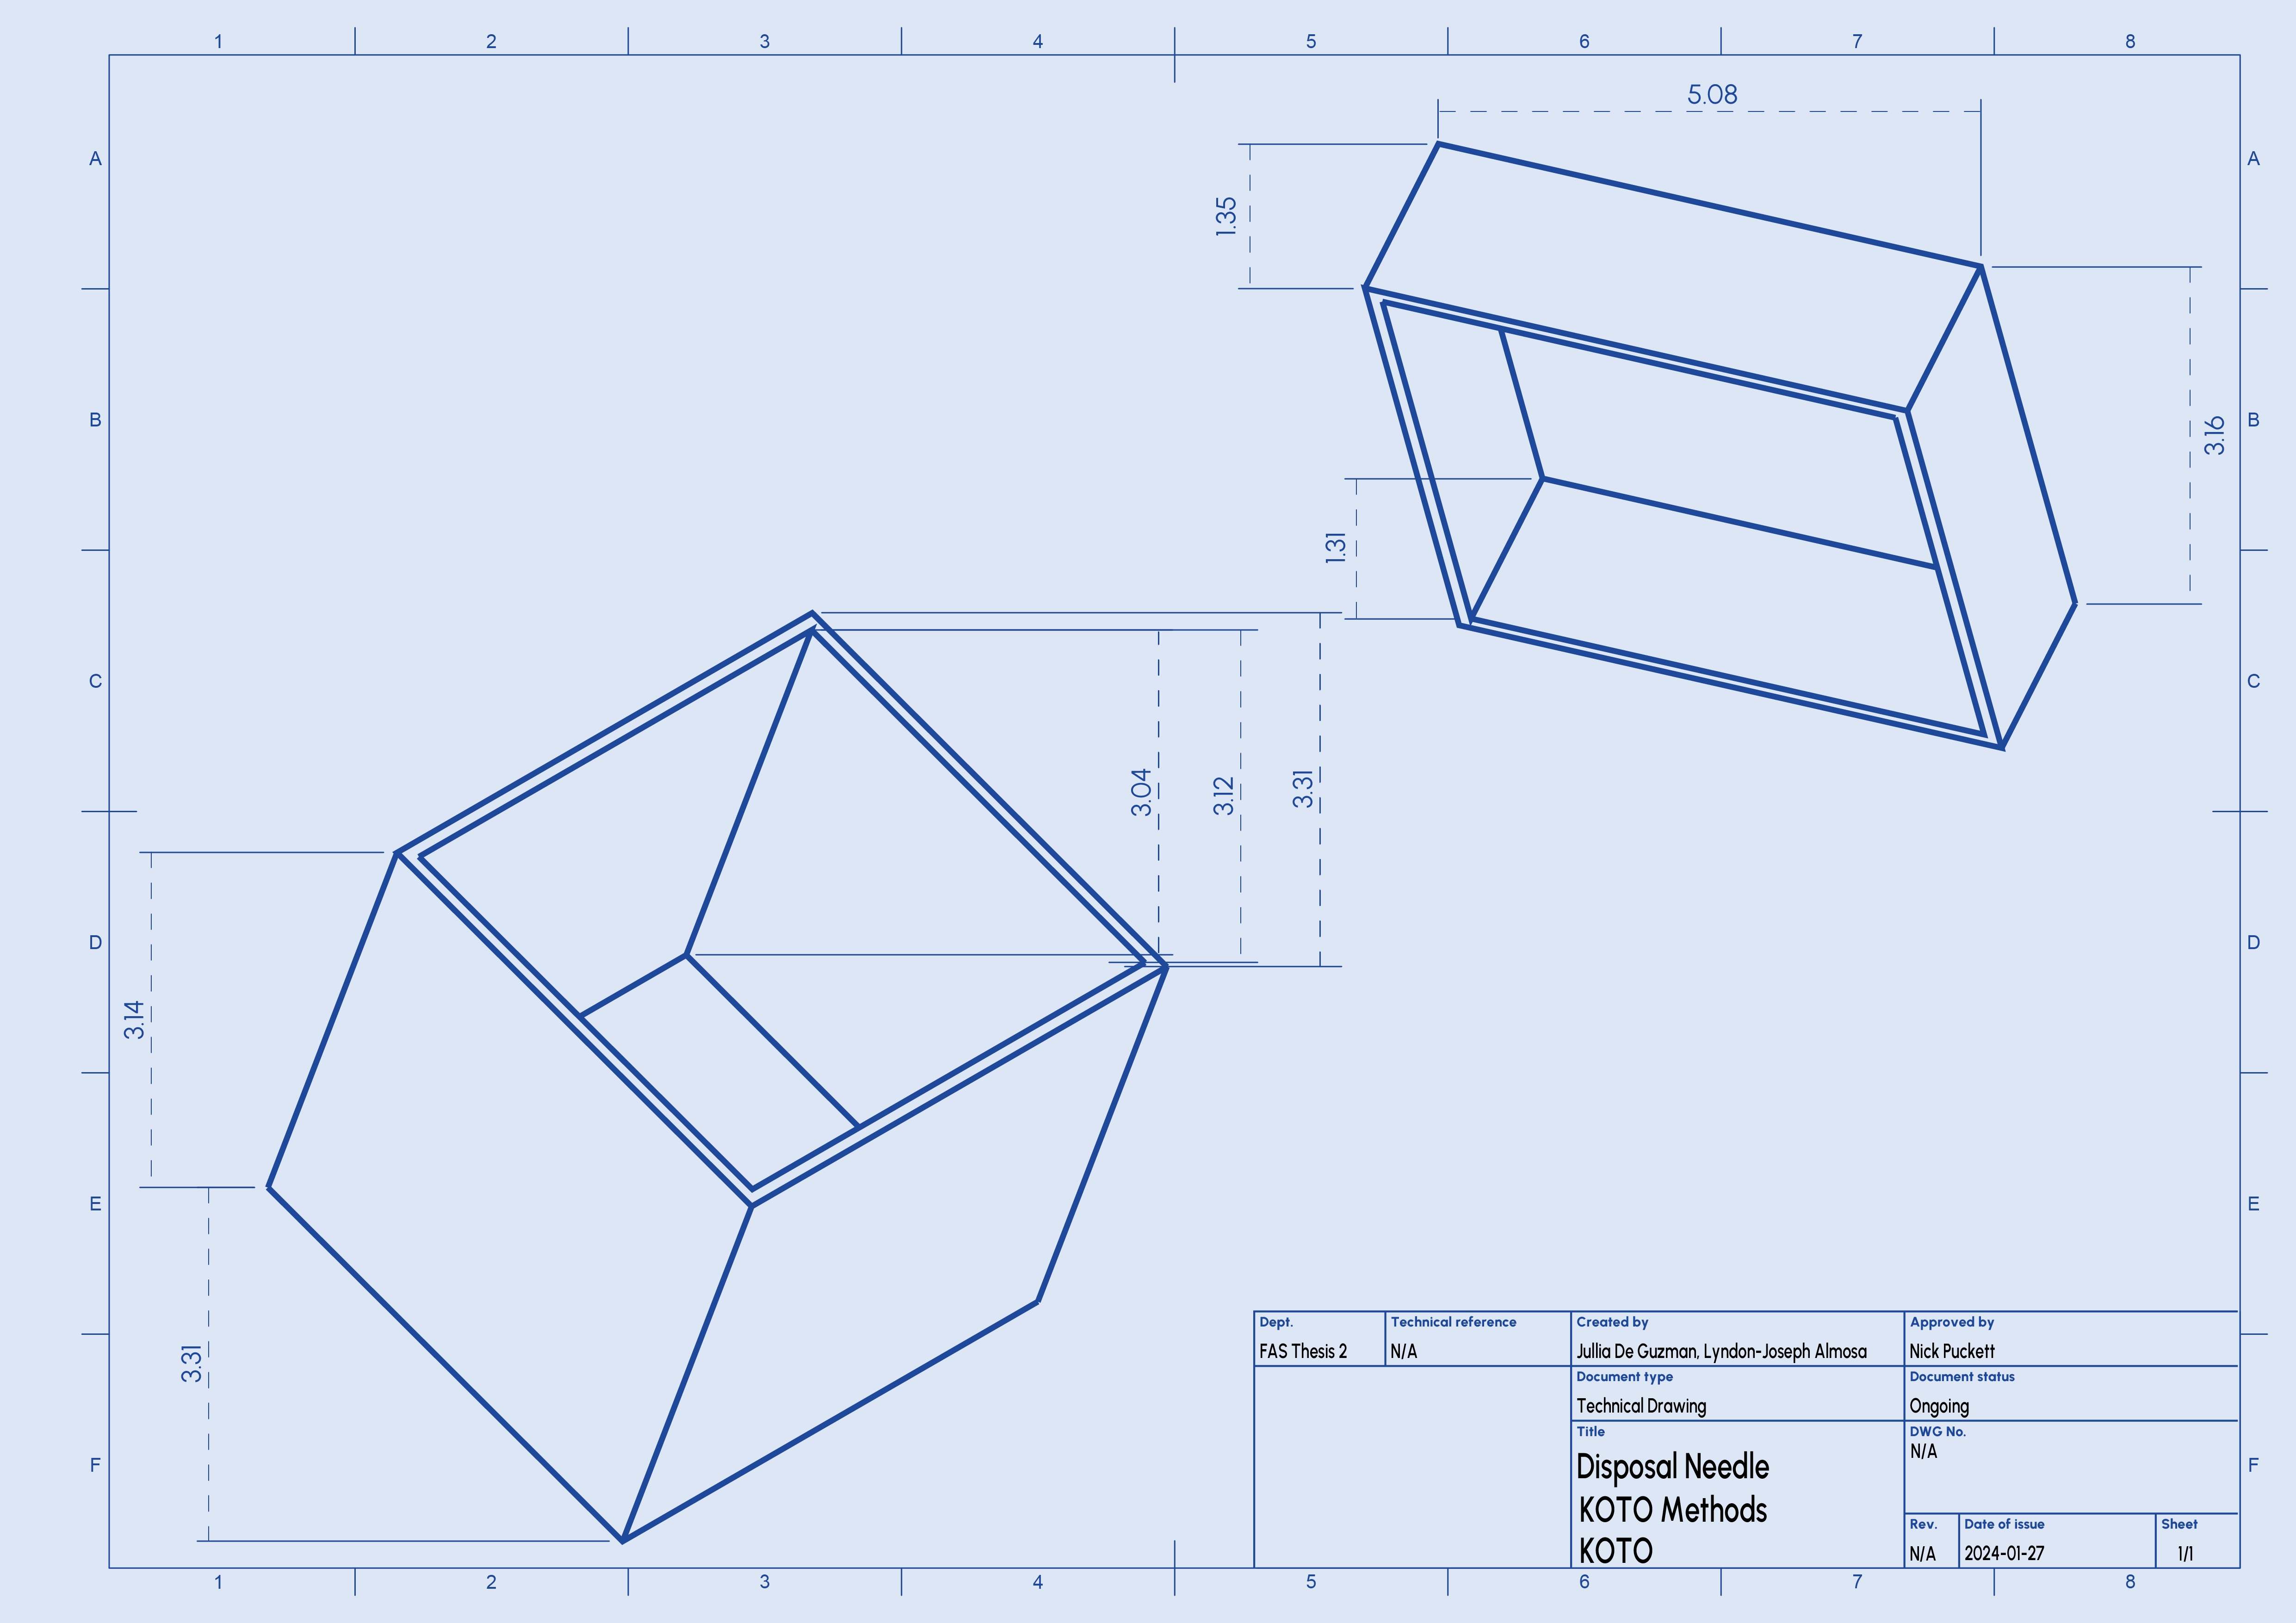 1 2 3 4 5 6 7 8
5.08
A A
1.35
B B
3.16
1.31
C C
3.04 3.12 3.31
D D
3.14
E E
3.31
F F
Dept. Technical reference Created by Approved by
FAS Thesis 2 N/A Jullia De Guzman, Lyndon-Joseph Almosa Nick Puckett
Document type Document status
Technical Drawing Ongoing
Title DWG No.
N/A
Disposal Needle
KOTO Methods
KOTO
Rev. Date of issue Sheet
N/A 2024-01-27 1/1
1 2 3 4 5 6 7 8